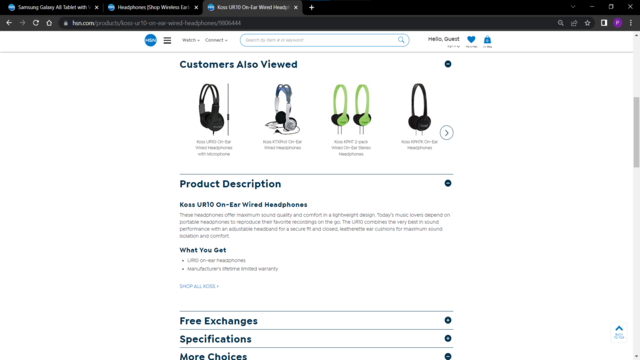 Samsung Galaxy A8 Tablet with
Headphones | Shop Wireless Ear
Koss UR10 On-Ear Wired Headph
hsn.com/products/koss-ur10-on-ear-wired-headphones/9806444
P
HSN
Watch
Connect
Search by item # or keyword
Hello, Guest
Customers Also Viewed
Koss UR10i On-Ear
Wired Headphones
with Microphone
Koss KTXPro1 On-Ear
Wired Headphones
Koss KPH7 2-pack
Wired On-Ear Stereo
Headphones
Koss KPH7K On-Ear
Headphones
Product Description
Koss UR10 On-Ear Wired Headphones
These headphones offer maximum sound quality and comfort in a lightweight design. Today's music lovers depend on
portable headphones to reproduce their favorite recordings on the go. The UR10 combines the very best in sound
performance with an adjustable headband for a secure fit and closed, leatherette ear cushions for maximum sound
isolation and comfort.
What You Get
• UR10 on-ear headphones
• Manufacturer's lifetime limited warranty
SHOP ALL KOSS >
Free Exchanges
Specifications
More Choices
BACK
TO TOP